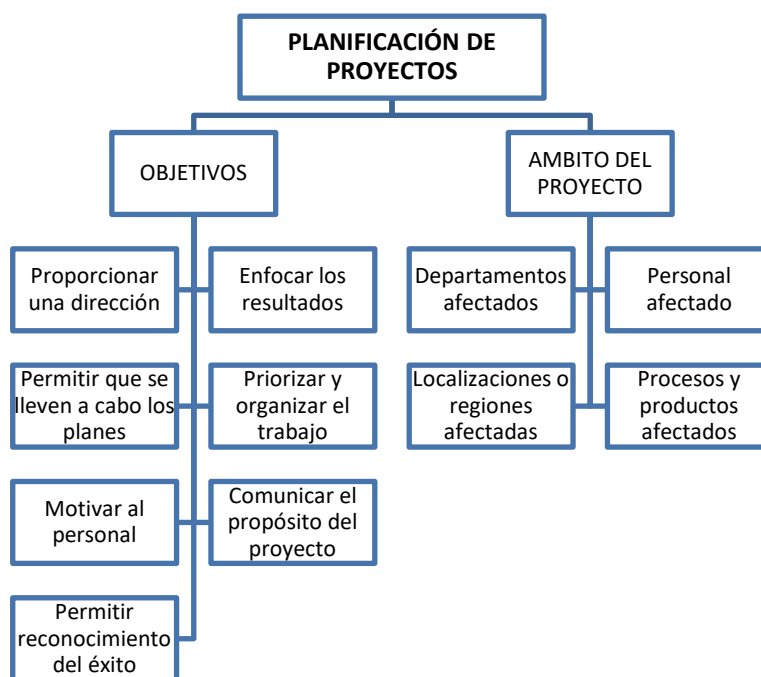 PLANIFICACIÓN DE
PROYECTOS
OBJETIVOS
AMBITO DEL
PROYECTO
Proporcionar
una dirección
Enfocar los
resultados
Departamentos
afectados
Personal
afectado
Permitir que se
lleven a cabo los
planes
Priorizar y
organizar el
trabajo
Localizaciones o
regiones
afectadas
Procesos y
productos
afectados
Motivar al
personal
Comunicar el
propósito del
proyecto
Permitir
reconocimiento
del éxito